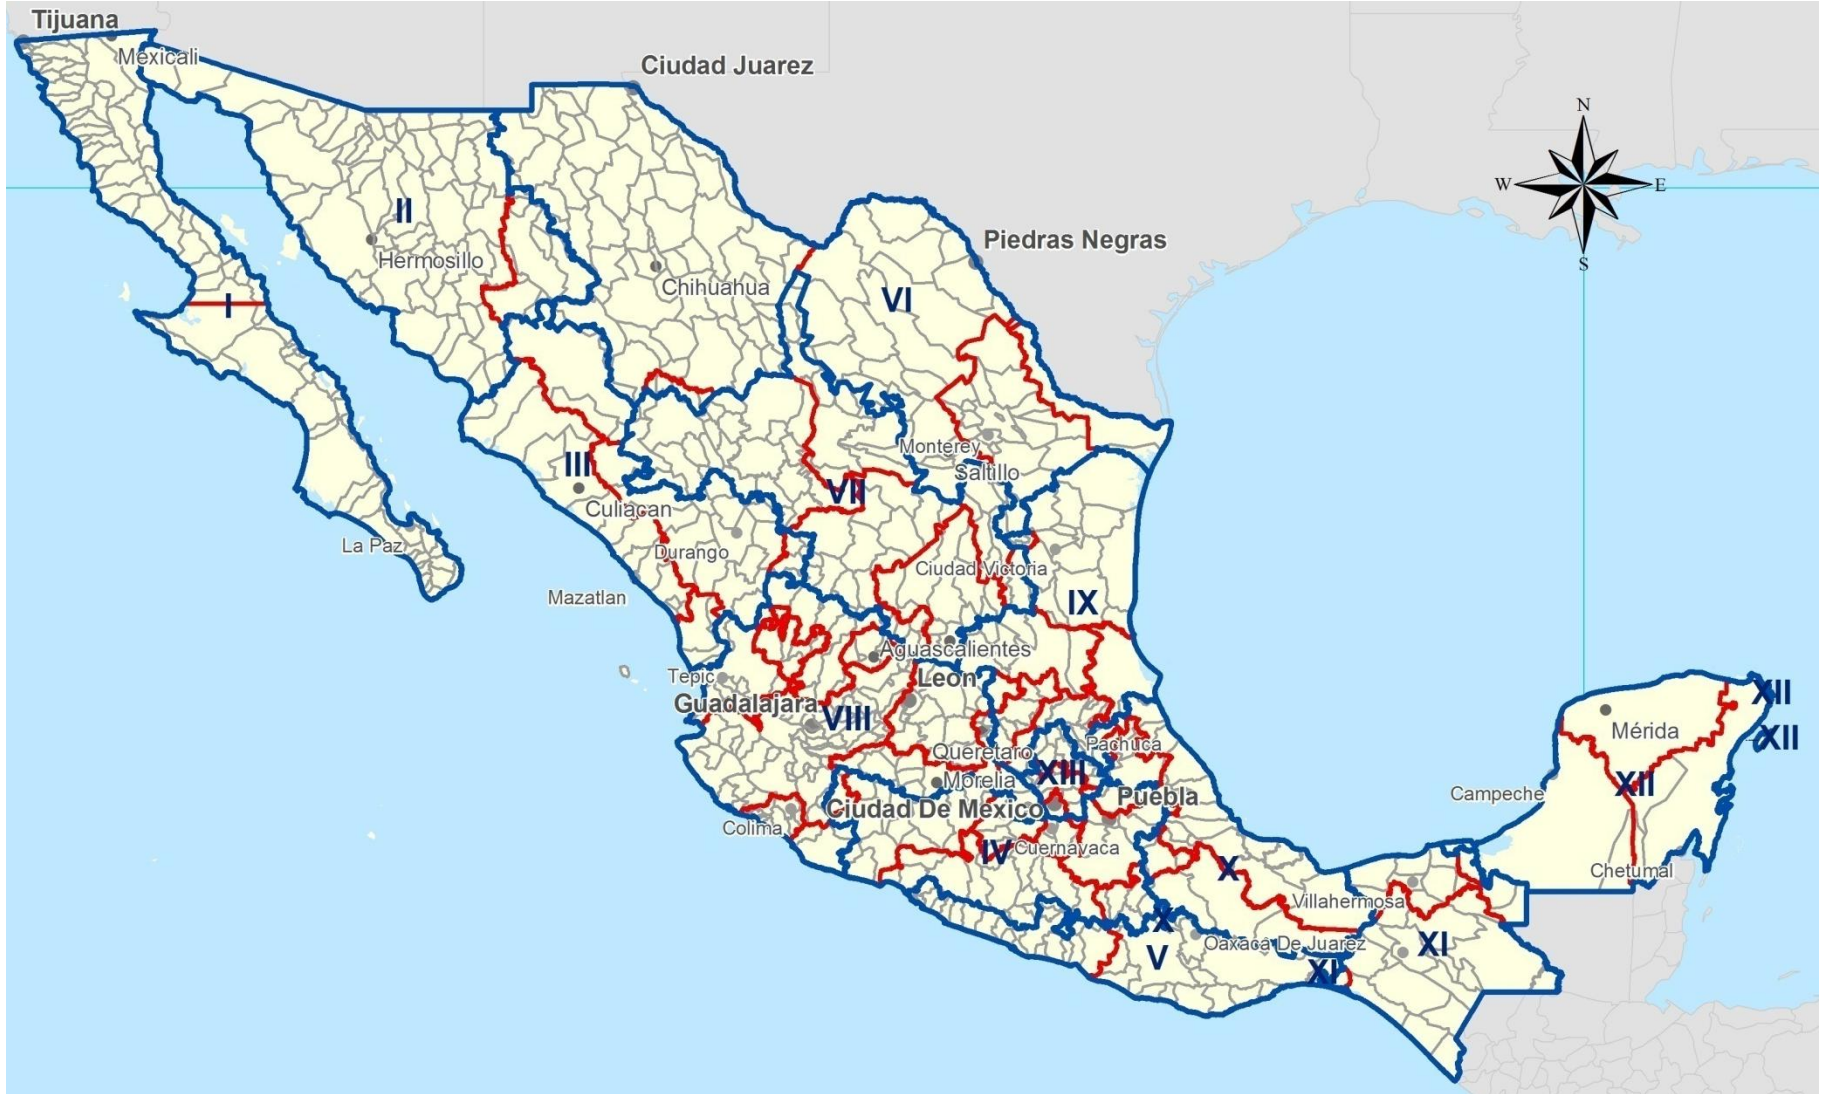 Tijuana
Mexicali
Ciudad Juarez
N
W
E
S
II
Piedras Negras
Hermosillo
Chihuahua
VI
I
Monterey
III
Saltillo
VII
Culiacan
La Paz
Durango
Ciudad Victoria
Mazatlan
IX
Aguascalientes
Tepic
Leon
XII
Guadalajara
VIII
Mérida
XII
Queretaro
Pachuca
XIII
Morelia
XII
Campeche
Puebla
Ciudad De Mexico
Colima
IV
Cuernavaca
X
Chetumal
Villahermosa
X
Oaxaca De Juarez
XI
V
XI